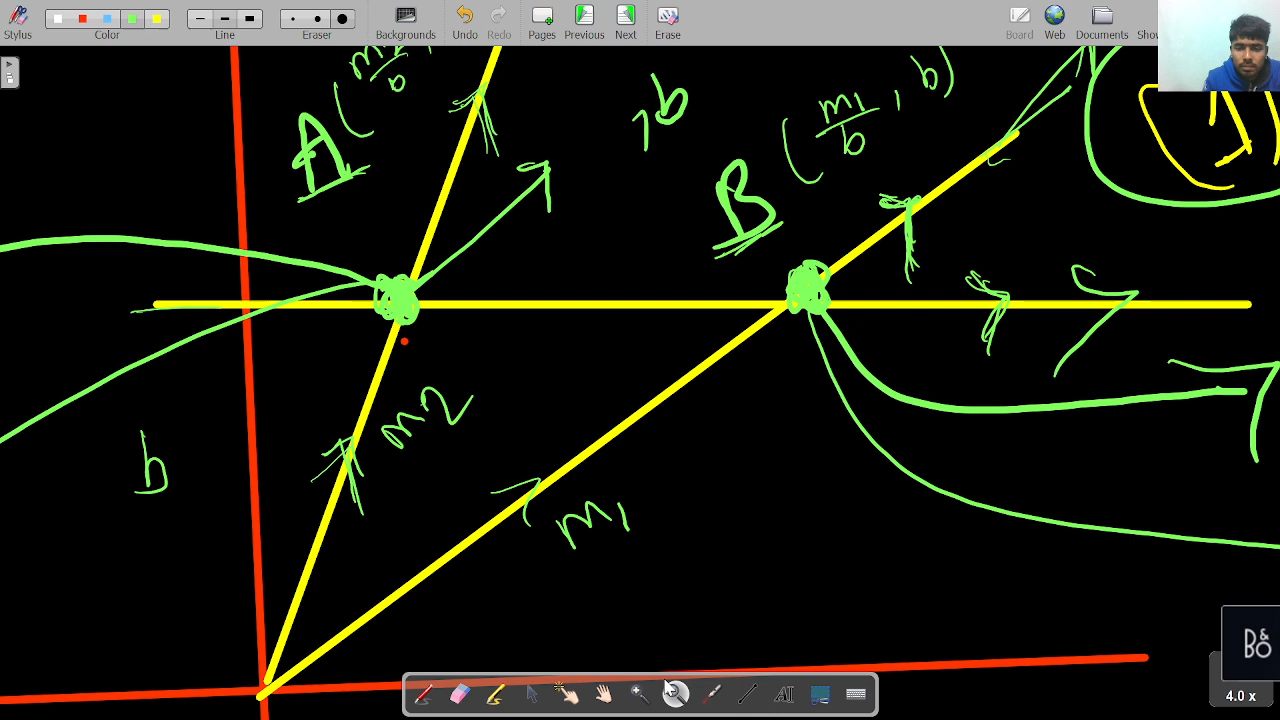 Stylus
Color
Line
Eraser
Backgrounds
Undo
Redo
Pages
Previous
Next
Erase
Board
Web
Documents
A
, b
B
( m1/b , b )
m2
b
m1
B&O
4.0 x